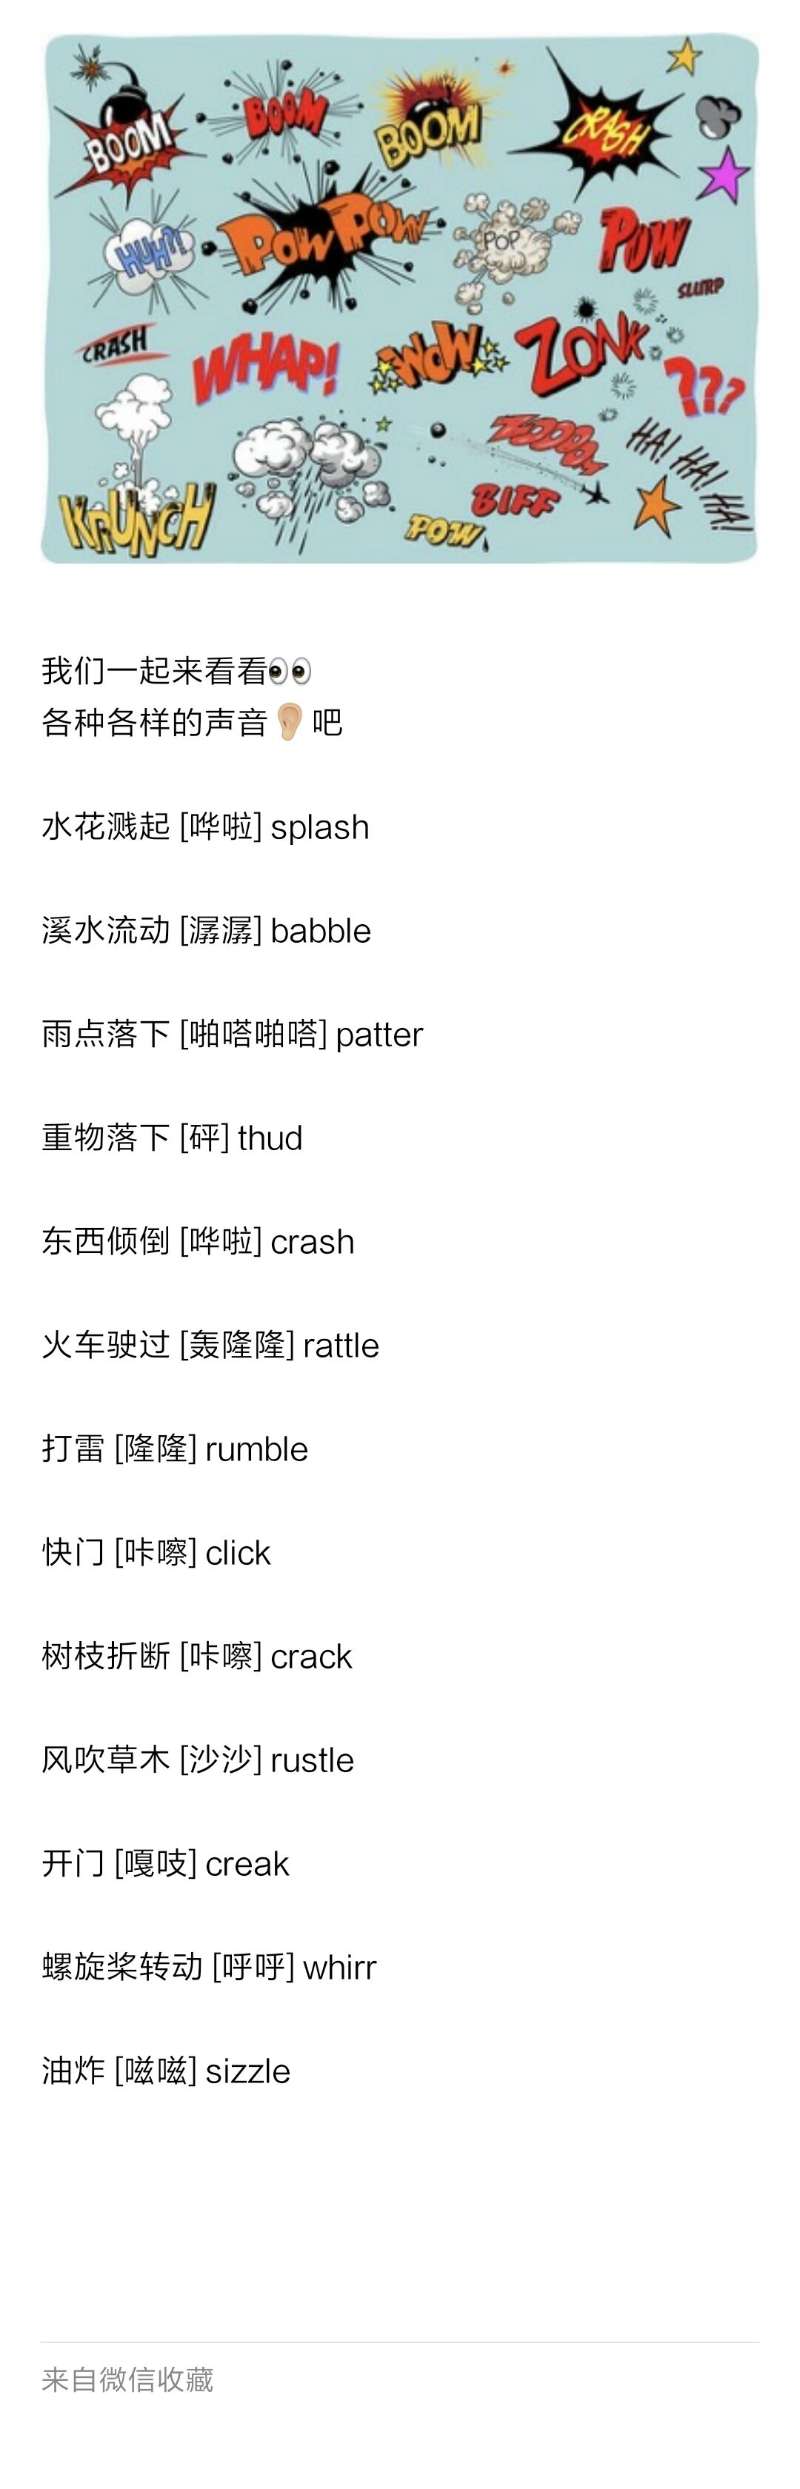 BOOM
BOOM
BOOM
CRASH
HUH?!
POW POW
POP
POW
SLURP
CRASH
WHAP!
WOW
ZONK
???
KRUNCH
ZOOOOM
BIFF
POW
HA! HA! HA!
我们一起来看看👀
各种各样的声音👂🏼吧
水花溅起 [哗啦] splash
溪水流动 [潺潺] babble
雨点落下 [啪嗒啪嗒] patter
重物落下 [砰] thud
东西倾倒 [哗啦] crash
火车驶过 [轰隆隆] rattle
打雷 [隆隆] rumble
快门 [咔嚓] click
树枝折断 [咔嚓] crack
风吹草木 [沙沙] rustle
开门 [嘎吱] creak
螺旋桨转动 [呼呼] whirr
油炸 [嗞嗞] sizzle
来自微信收藏